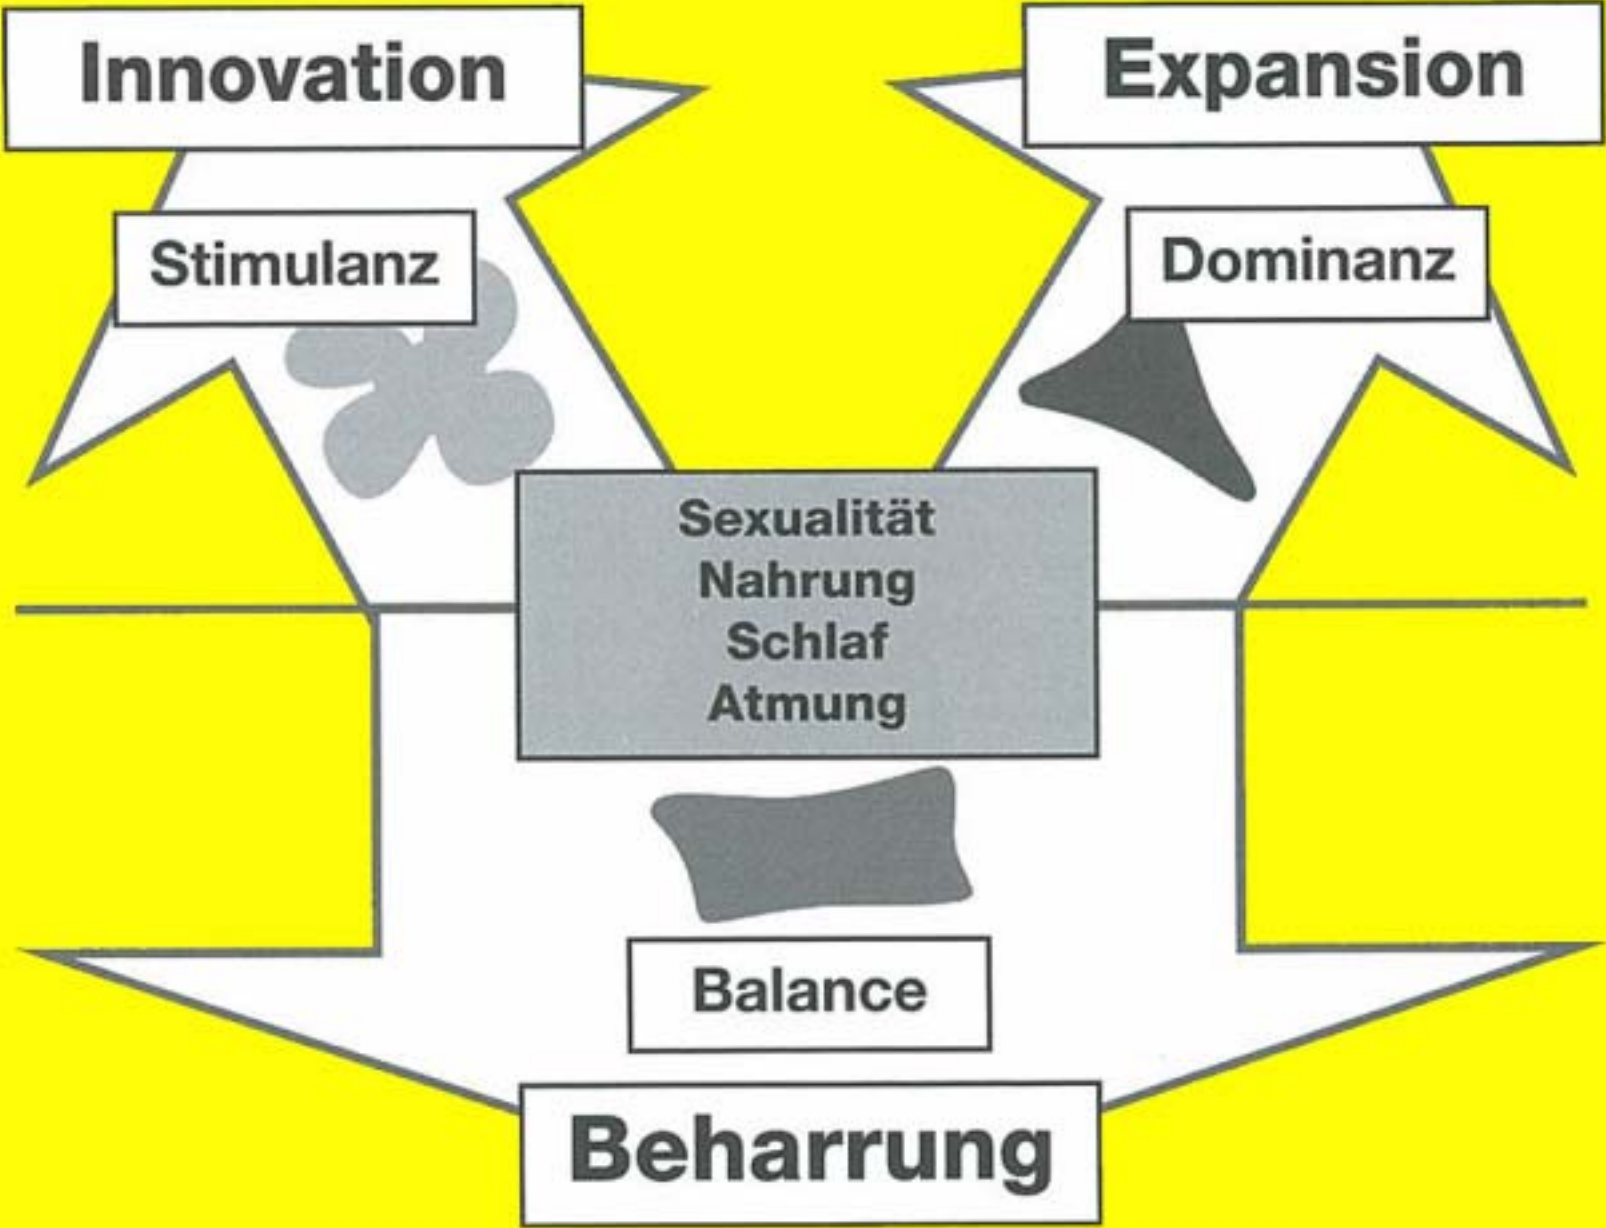 Innovation
Expansion
Stimulanz
Dominanz
Sexualität
Nahrung
Schlaf
Atmung
Balance
Beharrung